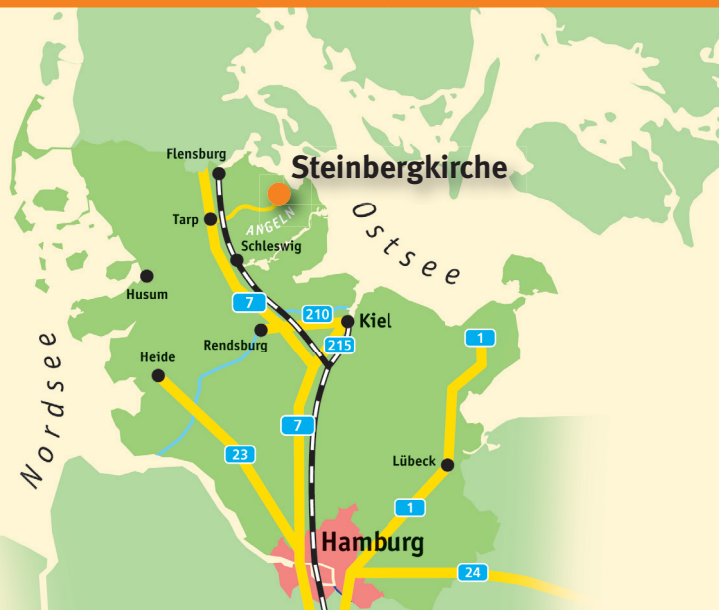 Flensburg
Steinbergkirche
Tarp
ANGELN
Ostsee
Schleswig
Husum
7
210
Kiel
Rendsburg
215
1
Heide
Nordsee
7
23
Lübeck
1
Hamburg
24